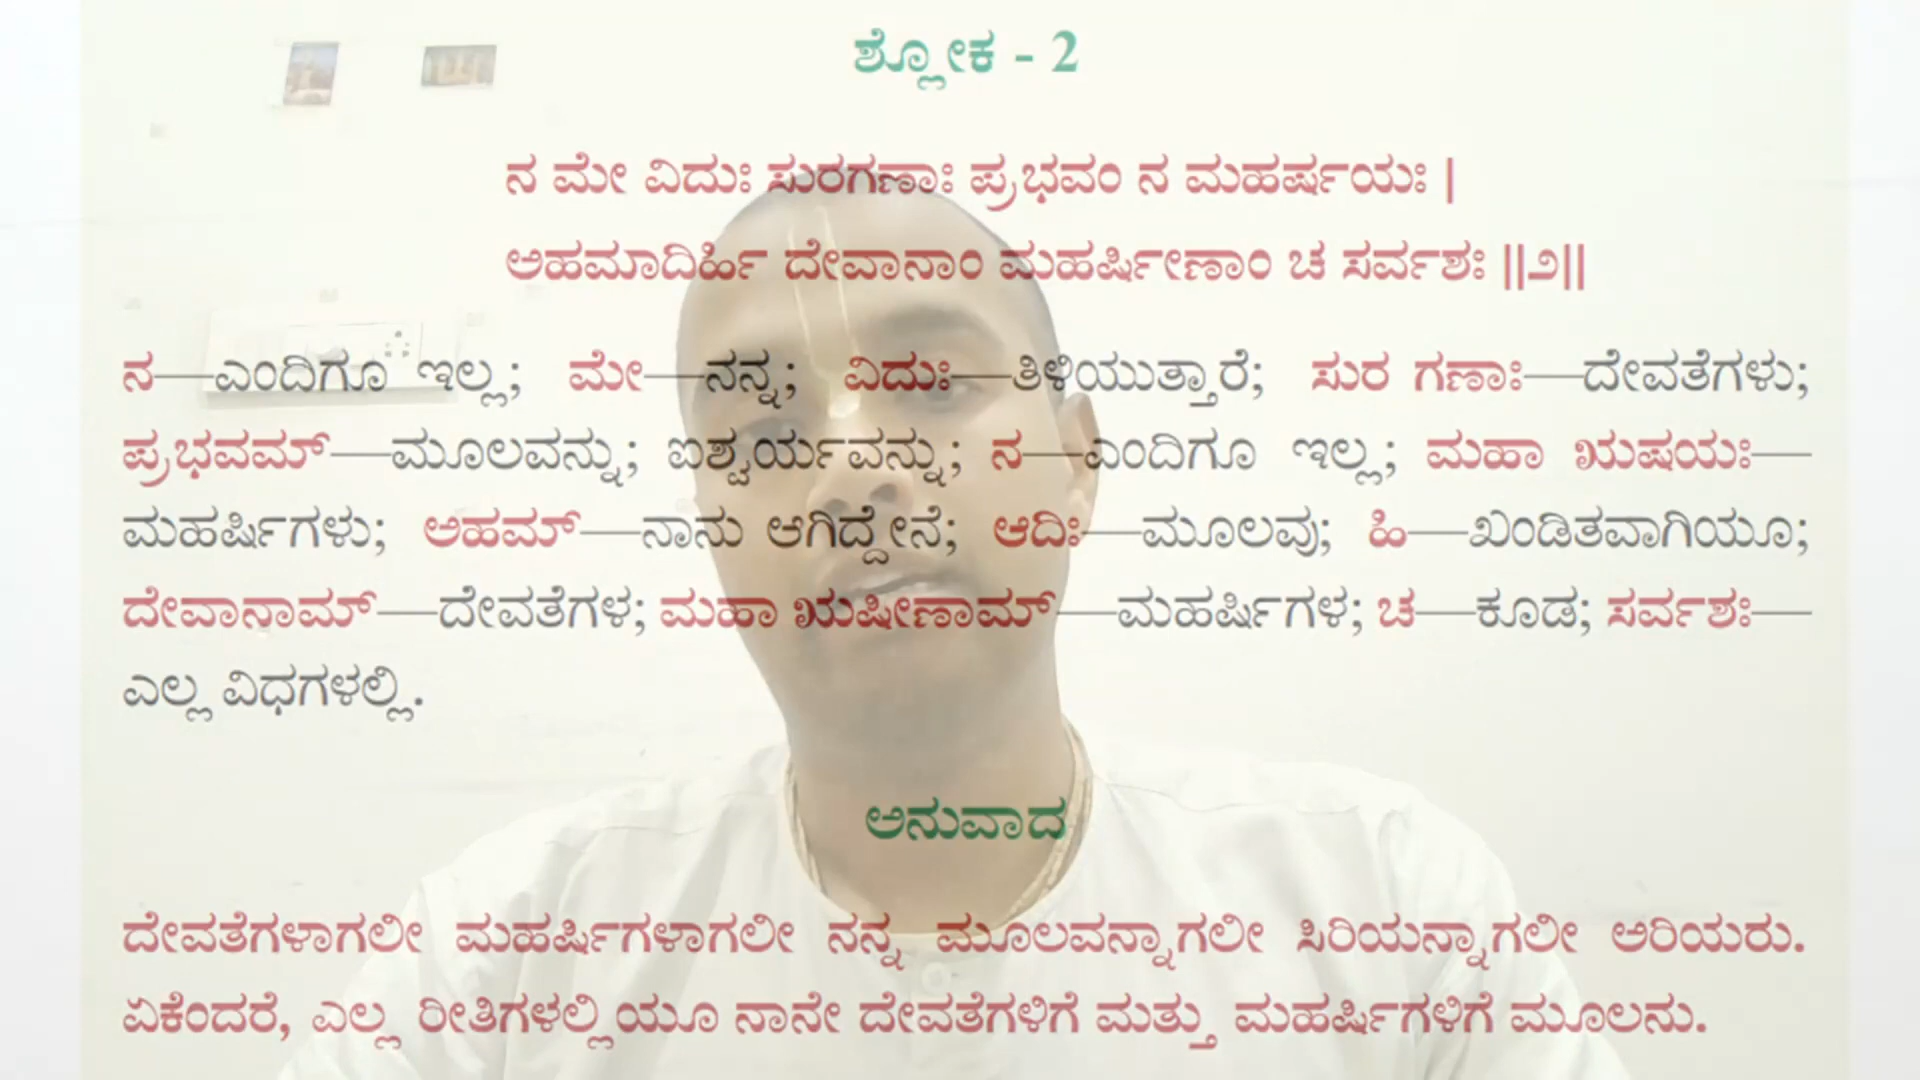 ಶ್ಲೋಕ - 2
ನ ಮೇ ವಿದುಃ ಸುರಗಣಾಃ ಪ್ರಭವಂ ನ ಮಹರ್ಷಯಃ |
ಅಹಮಾದಿರ್ಹಿ ದೇವಾನಾಂ ಮಹರ್ಷೀಣಾಂ ಚ ಸರ್ವಶಃ ||೨||
ನ—ಎಂದಿಗೂ ಇಲ್ಲ; ಮೇ—ನನ್ನ; ವಿದುಃ—ತಿಳಿಯುತ್ತಾರೆ; ಸುರ ಗಣಾಃ—ದೇವತೆಗಳು;
ಪ್ರಭವಮ್—ಮೂಲವನ್ನು; ಐಶ್ವರ್ಯವನ್ನು; ನ—ಎಂದಿಗೂ ಇಲ್ಲ; ಮಹಾ ಋಷಯಃ—
ಮಹರ್ಷಿಗಳು; ಅಹಮ್—ನಾನು ಆಗಿದ್ದೇನೆ; ಆದಿಃ—ಮೂಲವು; ಹಿ—ಖಂಡಿತವಾಗಿಯೂ;
ದೇವಾನಾಮ್—ದೇವತೆಗಳ; ಮಹಾ ಋಷೀಣಾಮ್—ಮಹರ್ಷಿಗಳ; ಚ—ಕೂಡ; ಸರ್ವಶಃ—
ಎಲ್ಲ ವಿಧಗಳಲ್ಲಿ.
ಅನುವಾದ
ದೇವತೆಗಳಾಗಲೀ ಮಹರ್ಷಿಗಳಾಗಲೀ ನನ್ನ ಮೂಲವನ್ನಾಗಲೀ ಸಿರಿಯನ್ನಾಗಲೀ ಅರಿಯರು.
ಏಕೆಂದರೆ, ಎಲ್ಲ ರೀತಿಗಳಲ್ಲಿಯೂ ನಾನೇ ದೇವತೆಗಳಿಗೆ ಮತ್ತು ಮಹರ್ಷಿಗಳಿಗೆ ಮೂಲನು.